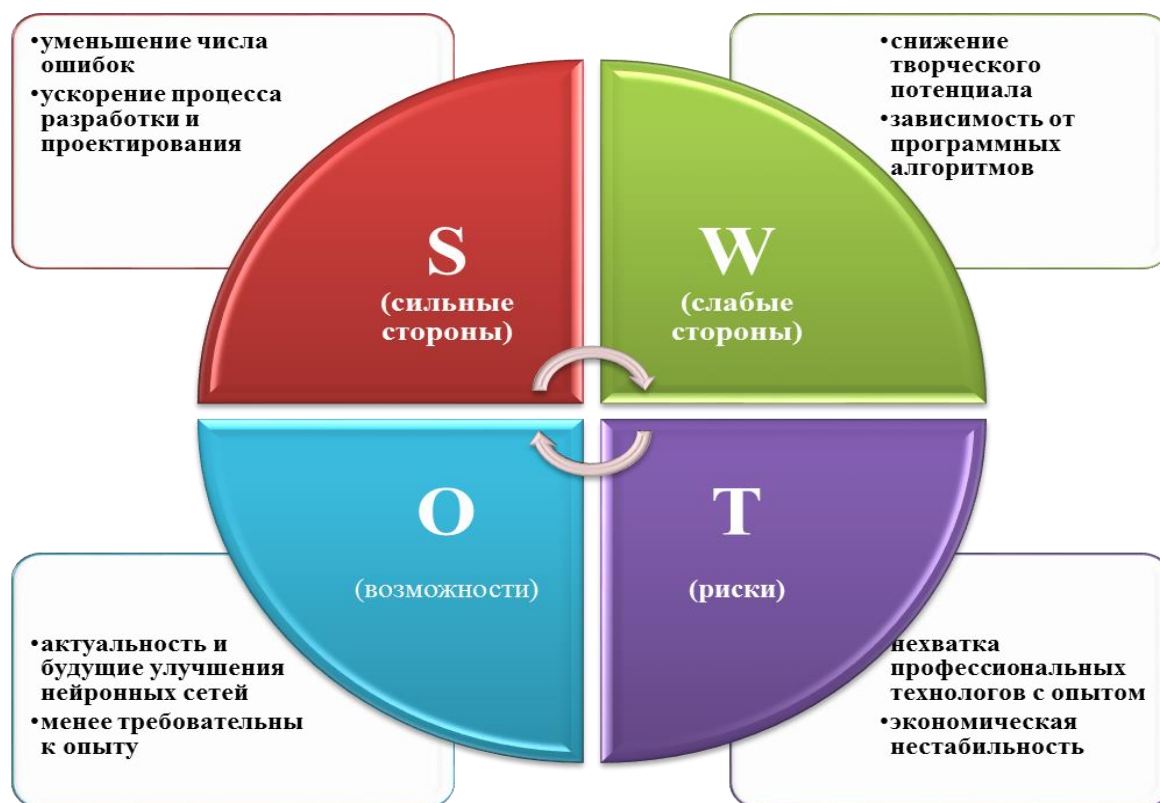 •уменьшение числа
ошибок
•ускорение процесса
разработки и
проектирования
•снижение
творческого
потенциала
•зависимость от
программных
алгоритмов
S
(сильные
стороны)
W
(слабые
стороны)
O
(возможности)
T
(риски)
•актуальность и
будущие улучшения
нейронных сетей
•менее требовательны
к опыту
нехватка
профессиональных
технологов с опытом
•экономическая
нестабильность